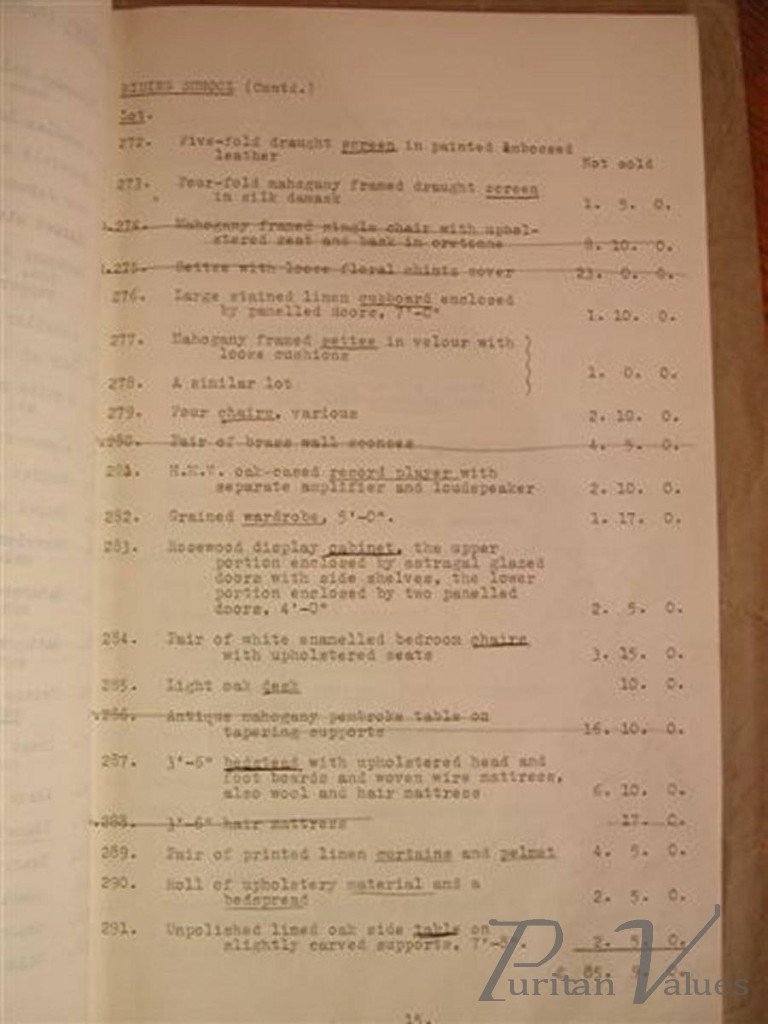 RIDING SCHOOL (Contd.)
Lot.
272. Five-fold draught screen in painted embossed
leather Not sold
273. Four-fold mahogany framed draught screen
in silk damask 1. 5. 0.
274. Mahogany framed single chair with uphol-
stered seat and back in cretonne 8. 10. 0.
275. Settee with loose floral chintz cover 23. 0. 0.
276. Large stained linen cupboard enclosed
by panelled doors, 7'-0" 1. 10. 0.
277. Mahogany framed settee in velour with
loose cushions
1. 0. 0.
278. A similar lot
279. Four chairs, various 2. 10. 0.
280. Pair of brass wall sconces 4. 5. 0.
281. H.M.V. oak-cased record player with
separate amplifier and loudspeaker 2. 10. 0.
282. Grained wardrobe, 5'-0". 1. 17. 0.
283. Rosewood display cabinet, the upper
portion enclosed by astragal glazed
doors with side shelves, the lower
portion enclosed by two panelled
doors, 4'-0" 2. 5. 0.
284. Pair of white enamelled bedroom chairs
with upholstered seats 3. 15. 0.
285. Light oak desk 10. 0.
286. Antique mahogany pembroke table on
tapering supports 16. 10. 0.
287. 3'-6" bedstead with upholstered head and
foot boards and woven wire mattress,
also wool and hair mattress 6. 10. 0.
288. 3'-6" hair mattress 17. 0.
289. Pair of printed linen curtains and pelmet 4. 5. 0.
290. Roll of upholstery material and a
bedspread 2. 5. 0.
291. Unpolished limed oak side table on
slightly carved supports, 7'-8". 2. 5. 0.
85.
15.
Puritan Values